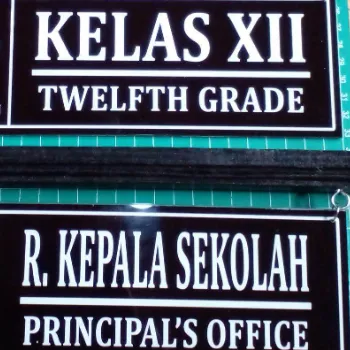 KELAS XII
TWELFTH GRADE
R. KEPALA SEKOLAH
PRINCIPAL'S OFFICE